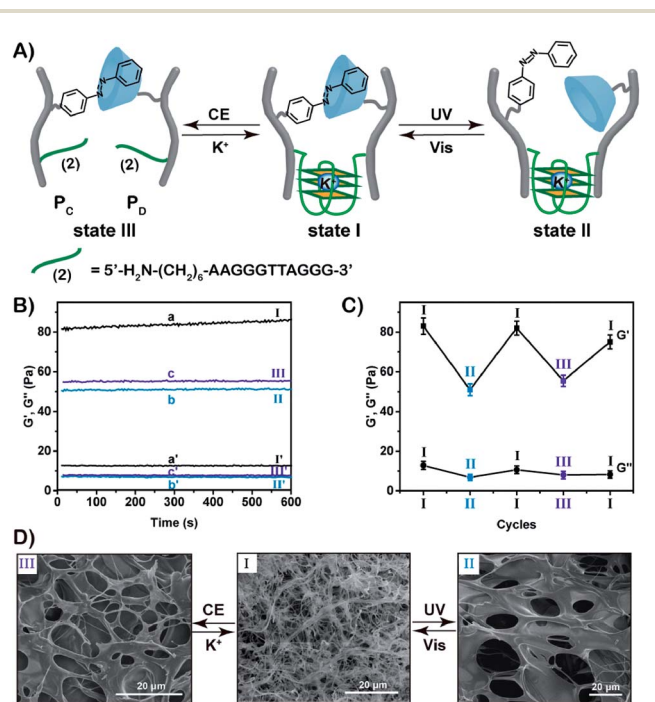 A)
N=N
CE
K⁺
N=N
UV
Vis
N=N
(2)
(2)
K⁺
K⁺
P_C
P_D
state III
state I
state II
(2) = 5'-H₂N-(CH₂)₆-AAGGGTTAGGG-3'
B)
G', G'' (Pa)
80
60
40
20
0
a
I
c
III
b
II
a'
I'
c'
III'
b'
II'
0 100 200 300 400 500 600
Time (s)
C)
G', G'' (Pa)
80
60
40
20
0
I
II
I
III
I
G'
I
II
I
III
I
G''
I II I III I
Cycles
D)
III
20 μm
CE
K⁺
I
20 μm
UV
Vis
II
20 μm